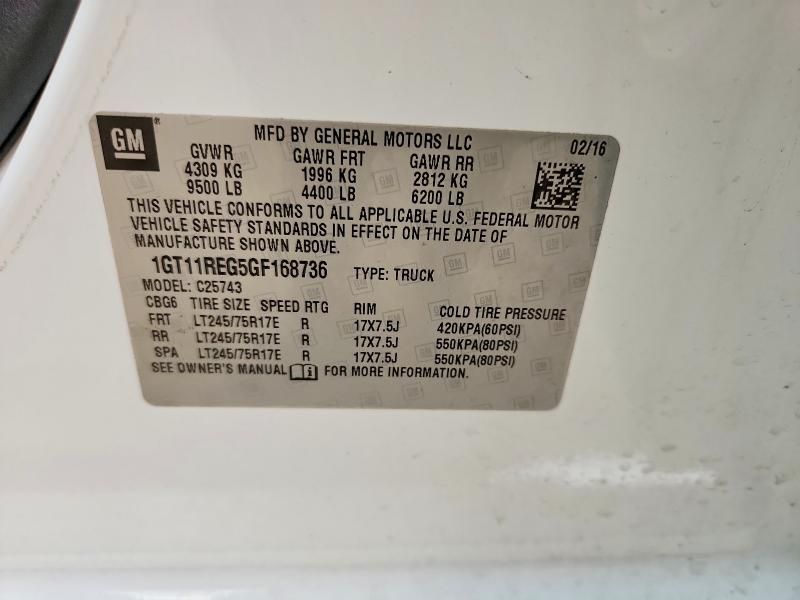 GM
MFD BY GENERAL MOTORS LLC 02/16
GVWR GAWR FRT GAWR RR
4309 KG 1996 KG 2812 KG
9500 LB 4400 LB 6200 LB
THIS VEHICLE CONFORMS TO ALL APPLICABLE U.S. FEDERAL MOTOR
VEHICLE SAFETY STANDARDS IN EFFECT ON THE DATE OF
MANUFACTURE SHOWN ABOVE.
1GT11REG5GF168736 TYPE: TRUCK
MODEL: C25743
CBG6 TIRE SIZE SPEED RTG RIM COLD TIRE PRESSURE
FRT LT245/75R17E R 17X7.5J 420KPA(60PSI)
RR LT245/75R17E R 17X7.5J 550KPA(80PSI)
SPA LT245/75R17E R 17X7.5J 550KPA(80PSI)
SEE OWNER'S MANUAL i FOR MORE INFORMATION.